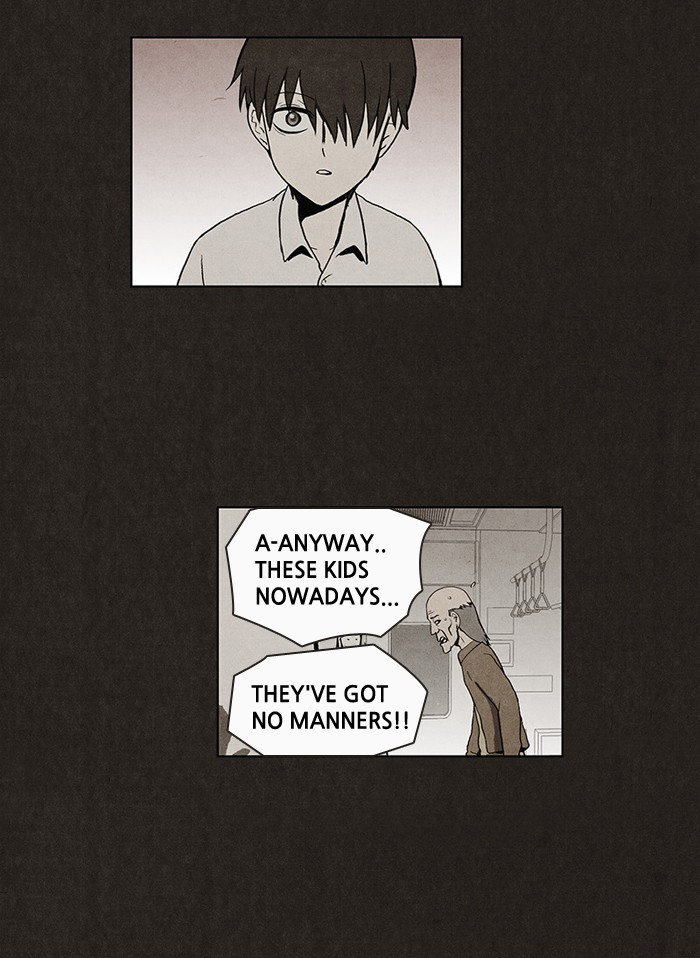 A-ANYWAY..
THESE KIDS
NOWADAYS...
THEY'VE GOT
NO MANNERS!!